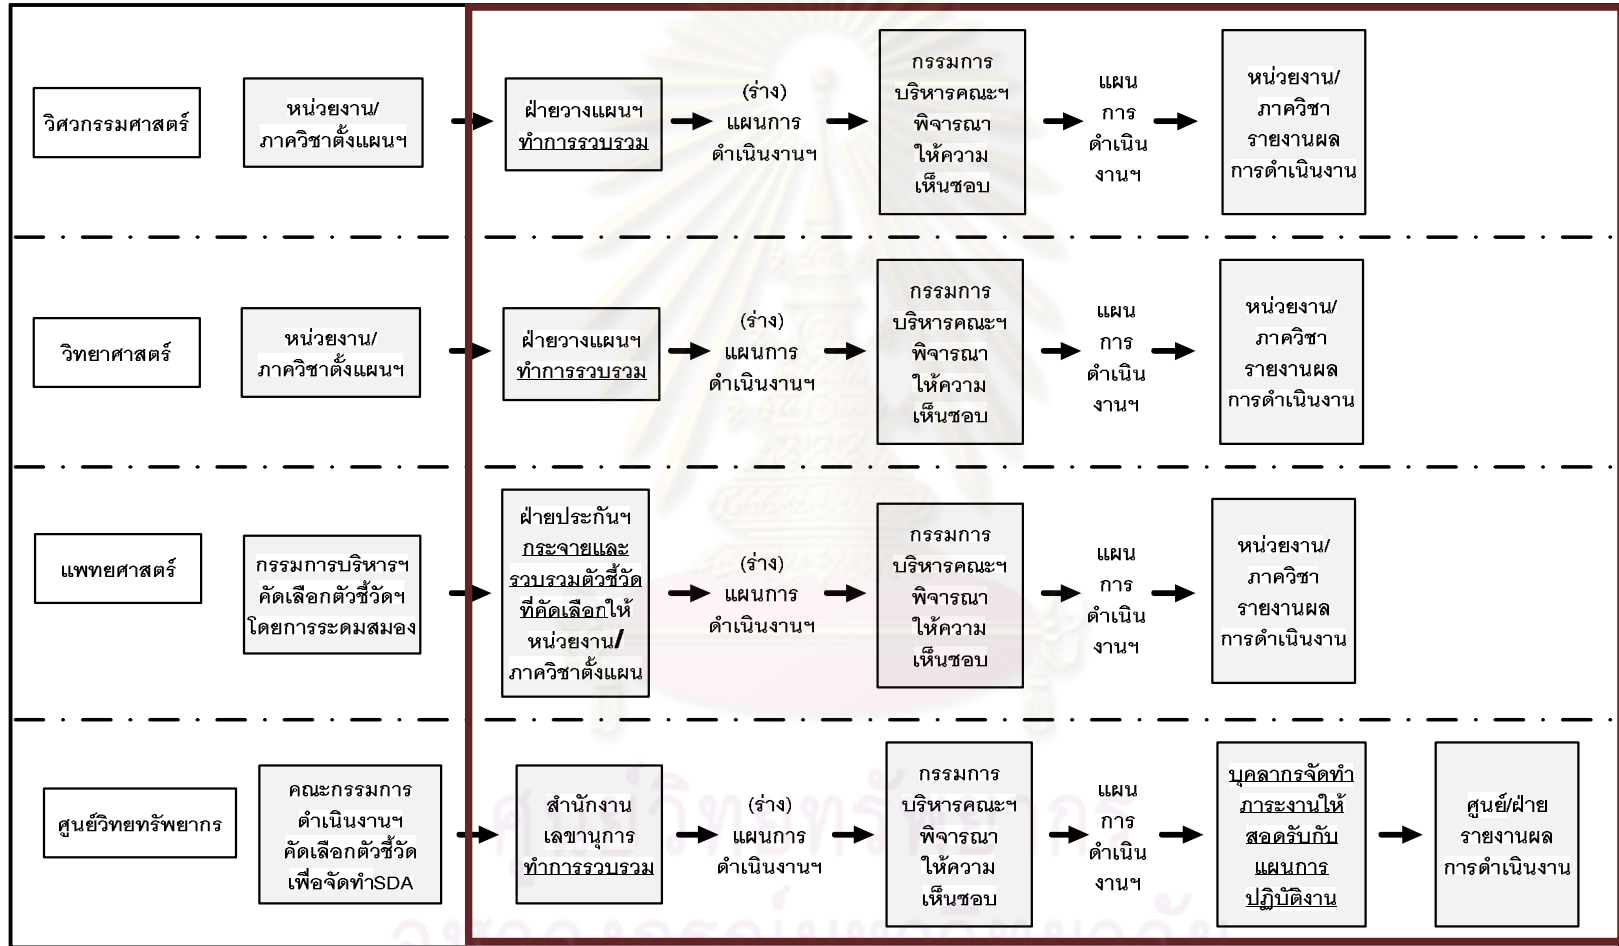 วิศวกรรมศาสตร์
หน่วยงาน/
ภาควิชาตั้งแผนฯ
ฝ่ายวางแผนฯ
ทำการรวบรวม
(ร่าง)
แผนการ
ดำเนินงานฯ
กรรมการ
บริหารคณะฯ
พิจารณา
ให้ความ
เห็นชอบ
แผน
การ
ดำเนิน
งานฯ
หน่วยงาน/
ภาควิชา
รายงานผล
การดำเนินงาน
วิทยาศาสตร์
หน่วยงาน/
ภาควิชาตั้งแผนฯ
ฝ่ายวางแผนฯ
ทำการรวบรวม
(ร่าง)
แผนการ
ดำเนินงานฯ
กรรมการ
บริหารคณะฯ
พิจารณา
ให้ความ
เห็นชอบ
แผน
การ
ดำเนิน
งานฯ
หน่วยงาน/
ภาควิชา
รายงานผล
การดำเนินงาน
แพทยศาสตร์
กรรมการบริหารฯ
คัดเลือกตัวชี้วัดฯ
โดยการระดมสมอง
ฝ่ายประกันฯ
กระจายและ
รวบรวมตัวชี้วัด
ที่คัดเลือกให้
หน่วยงาน/
ภาควิชาตั้งแผน
(ร่าง)
แผนการ
ดำเนินงานฯ
กรรมการ
บริหารคณะฯ
พิจารณา
ให้ความ
เห็นชอบ
แผน
การ
ดำเนิน
งานฯ
หน่วยงาน/
ภาควิชา
รายงานผล
การดำเนินงาน
ศูนย์วิทยทรัพยากร
คณะกรรมการ
ดำเนินงานฯ
คัดเลือกตัวชี้วัด
เพื่อจัดทำSDA
สำนักงาน
เลขานุการ
ทำการรวบรวม
(ร่าง)
แผนการ
ดำเนินงานฯ
กรรมการ
บริหารคณะฯ
พิจารณา
ให้ความ
เห็นชอบ
แผน
การ
ดำเนิน
งานฯ
บุคลากรจัดทำ
ภาระงานให้
สอดรับกับ
แผนการ
ปฏิบัติงาน
ศูนย์/ฝ่าย
รายงานผล
การดำเนินงาน
ศูนย์วิทยทรัพยากร
จุฬาลงกรณ์มหาวิทยาลัย